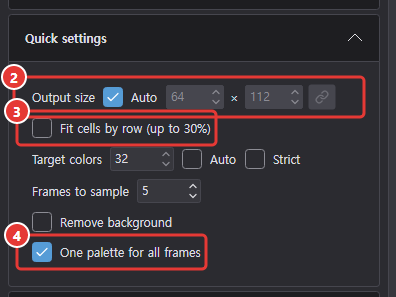 Quick settings
2
Output size Auto 64 × 112
3
Fit cells by row (up to 30%)
Target colors 32 Auto Strict
Frames to sample 5
Remove background
4
One palette for all frames